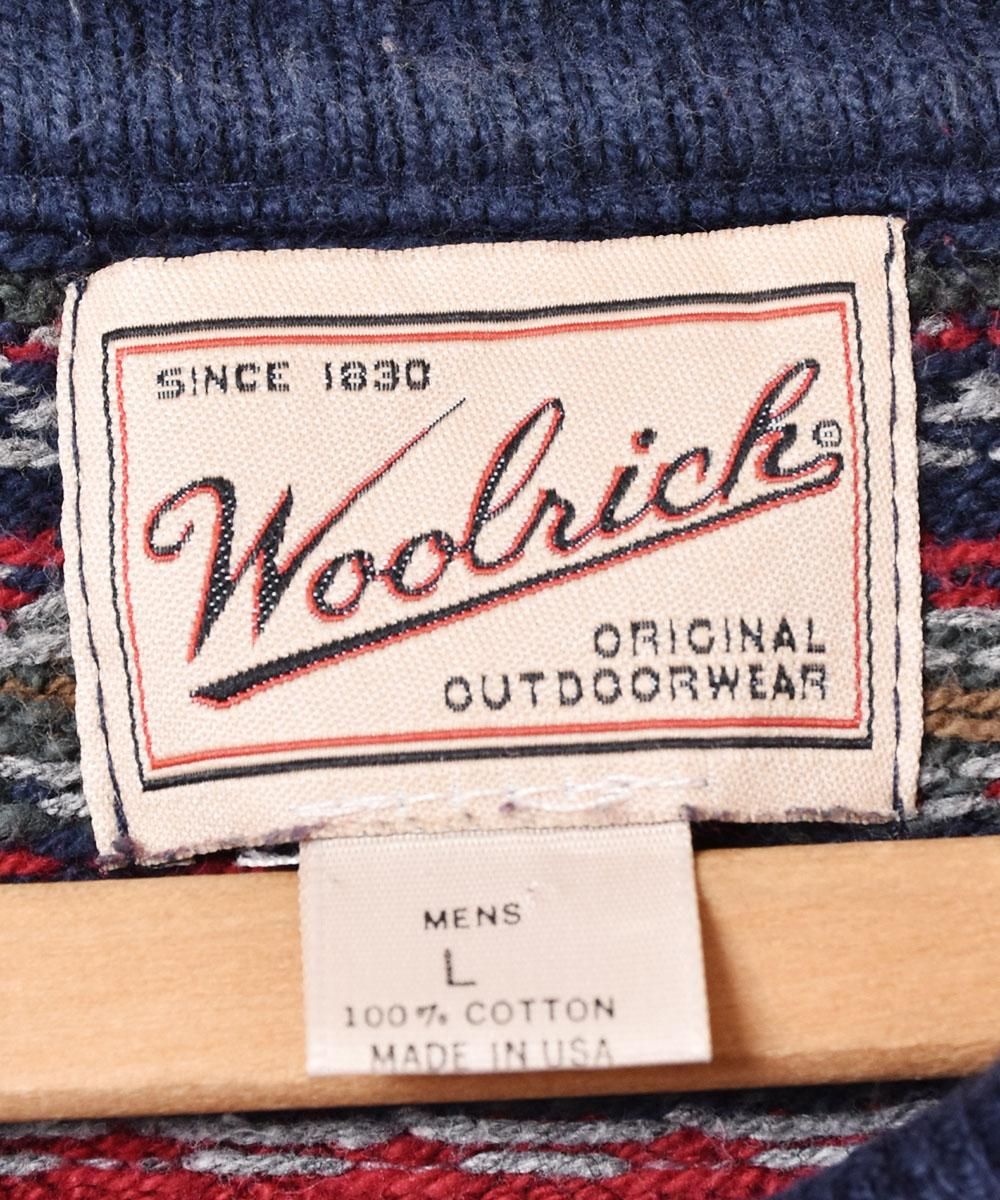 SINCE 1830
Woolrich®
ORIGINAL
OUTDOORWEAR
MENS
L
100% COTTON
MADE IN USA